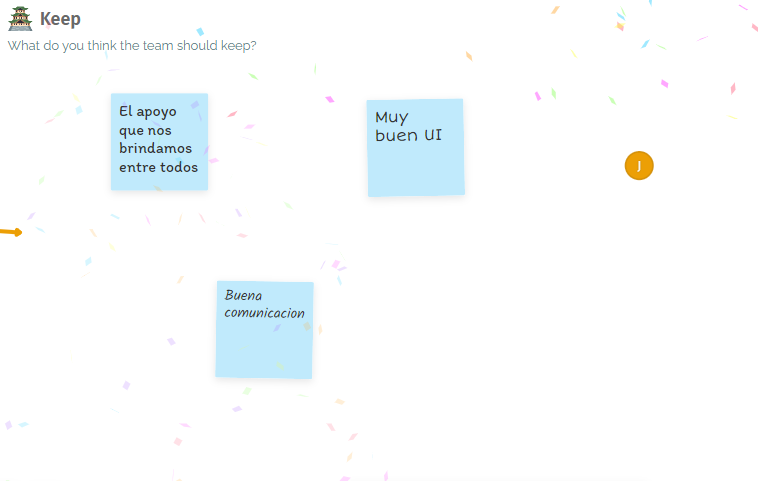 Keep
What do you think the team should keep?
El apoyo
que nos
brindamos
entre todos
Muy
buen UI
J
Buena
comunicacion